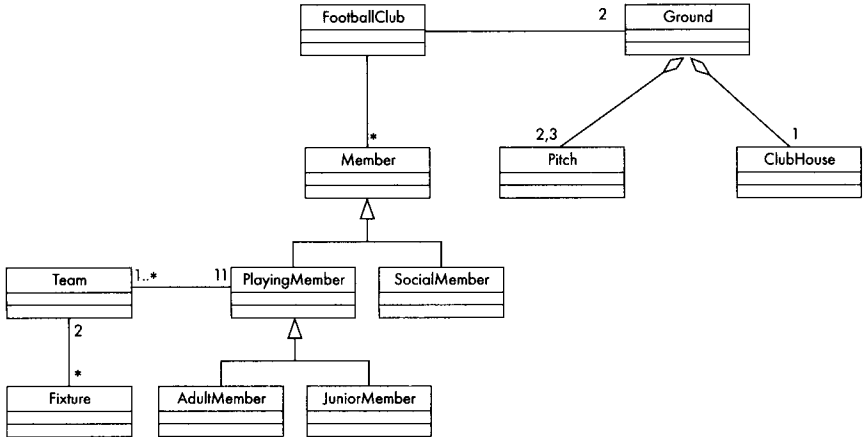 FootballClub
2
Ground
*
2,3
1
Member
Pitch
ClubHouse
Team
1..*
11
PlayingMember
SocialMember
2
*
Fixture
AdultMember
JuniorMember